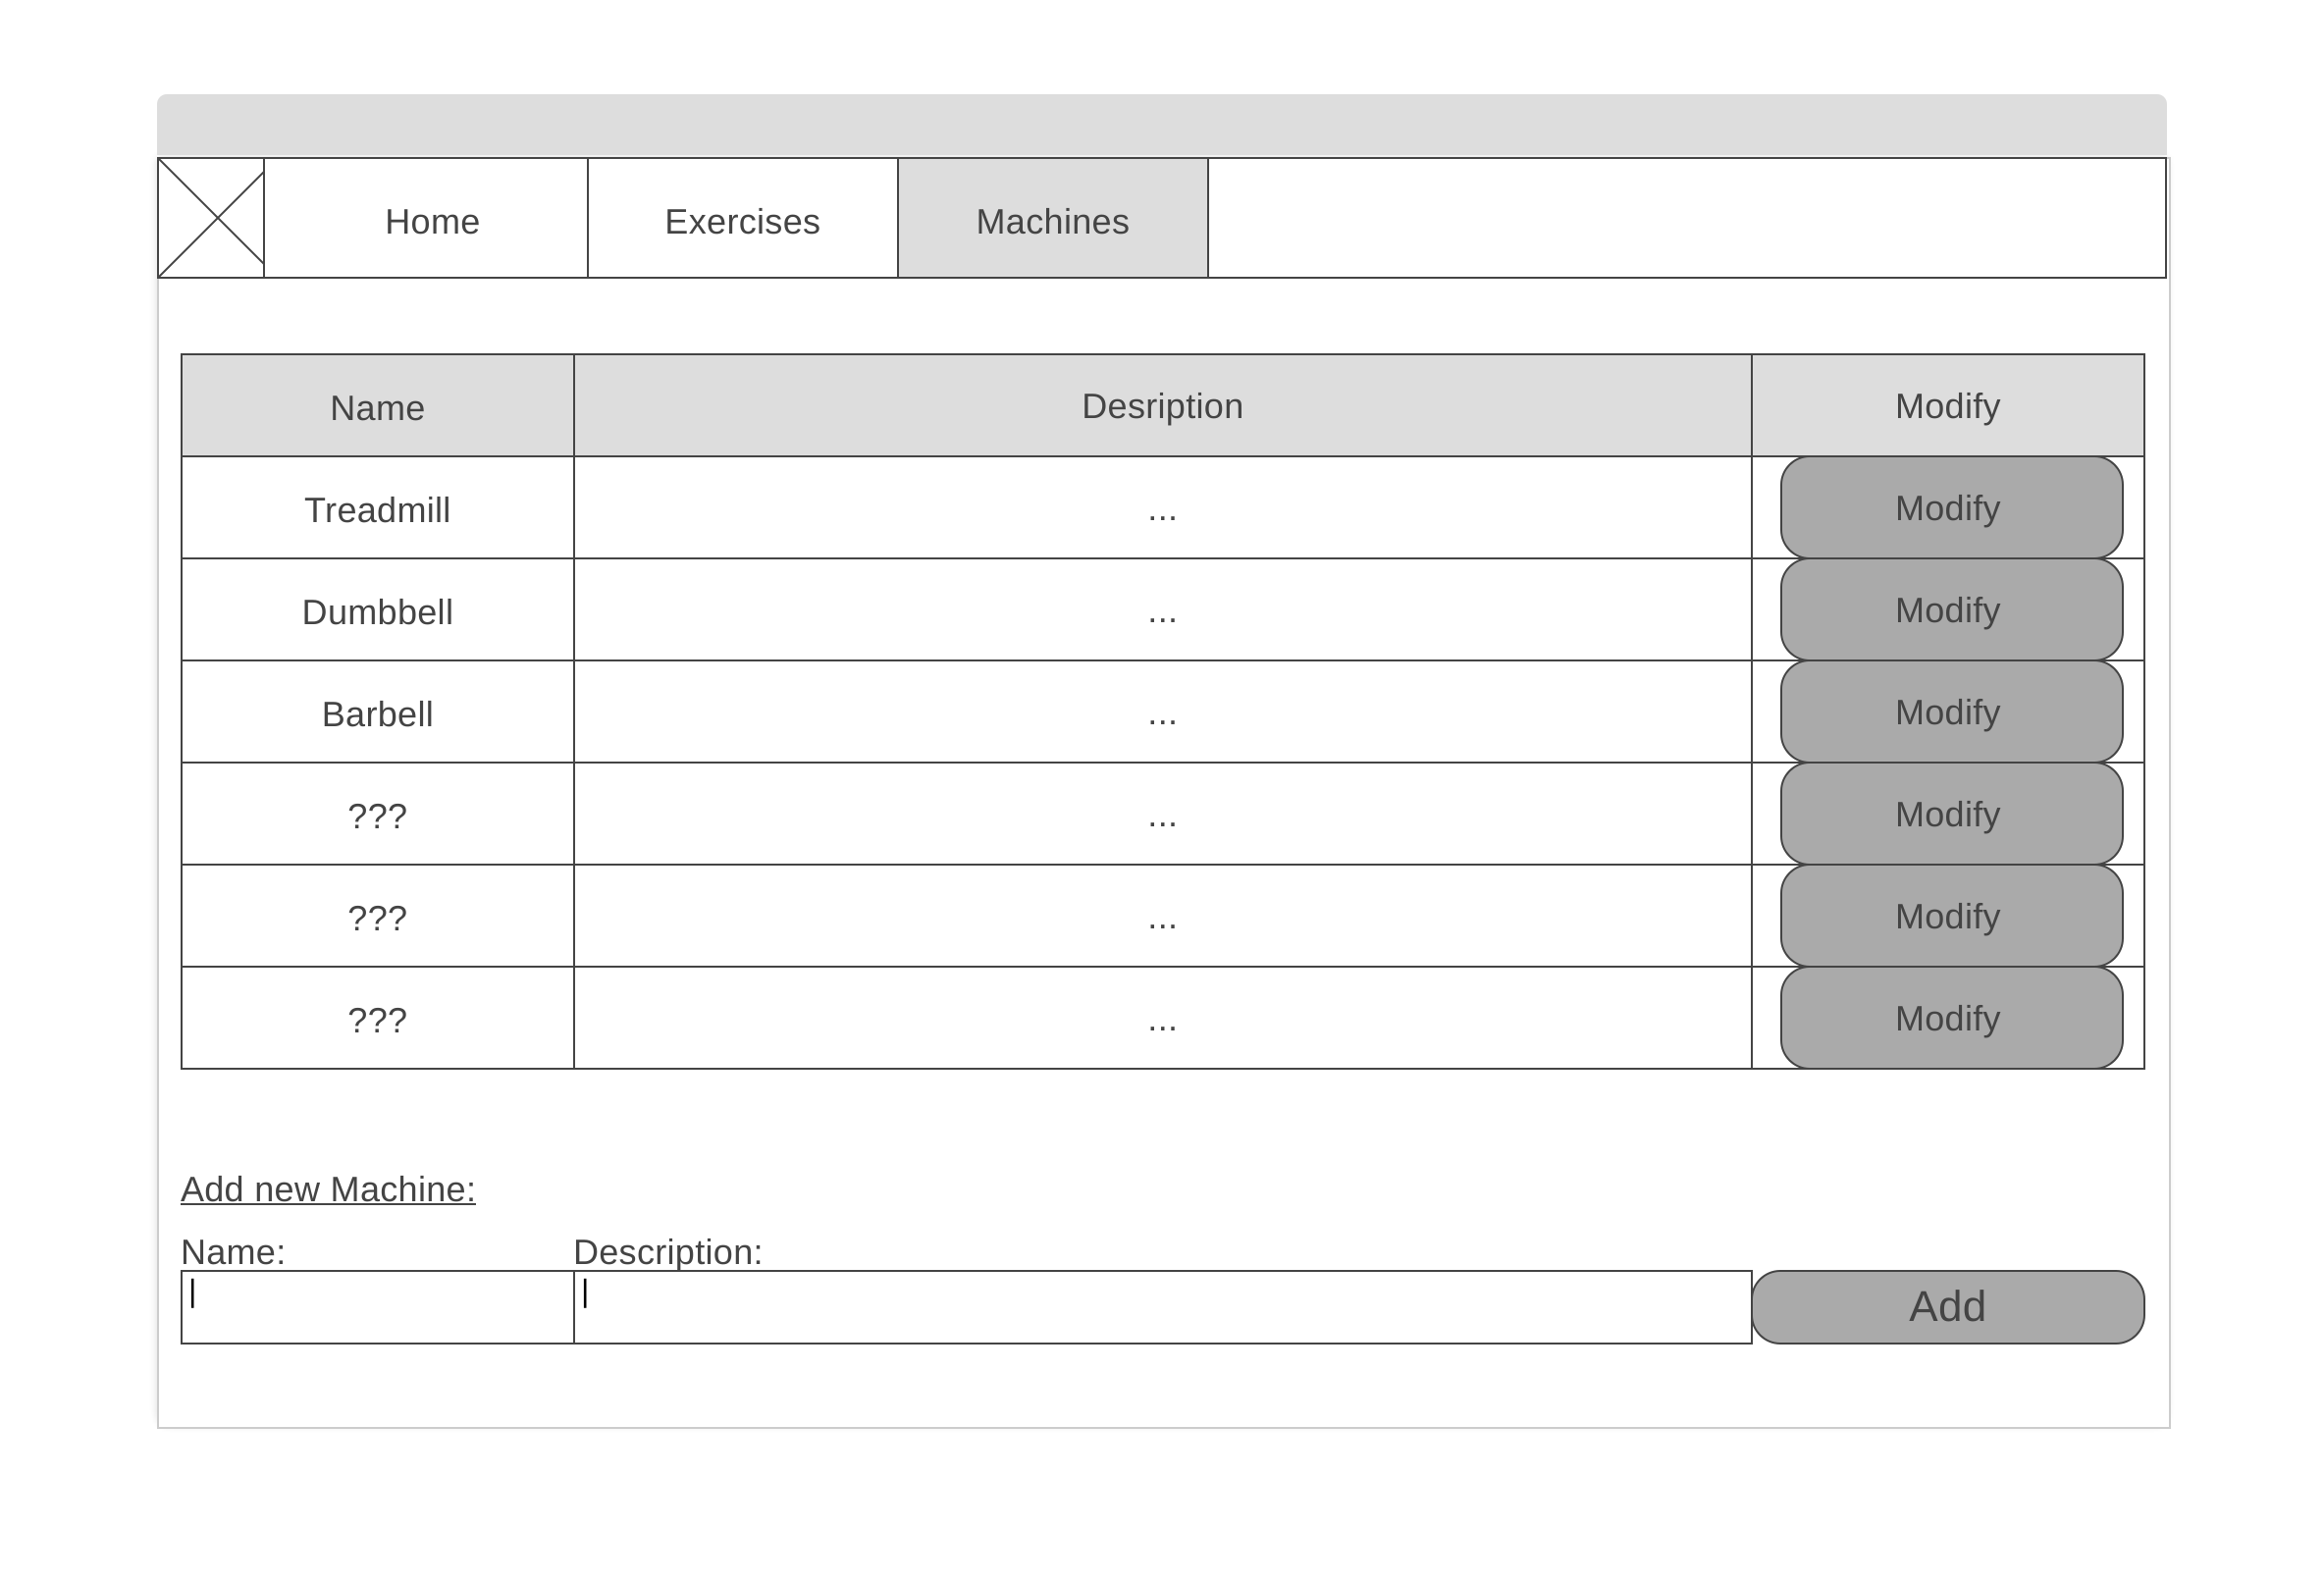 Home Exercises Machines
Name Desription Modify
Treadmill ... Modify
Dumbbell ... Modify
Barbell ... Modify
??? ... Modify
??? ... Modify
??? ... Modify
Add new Machine:
Name: Description:
Add